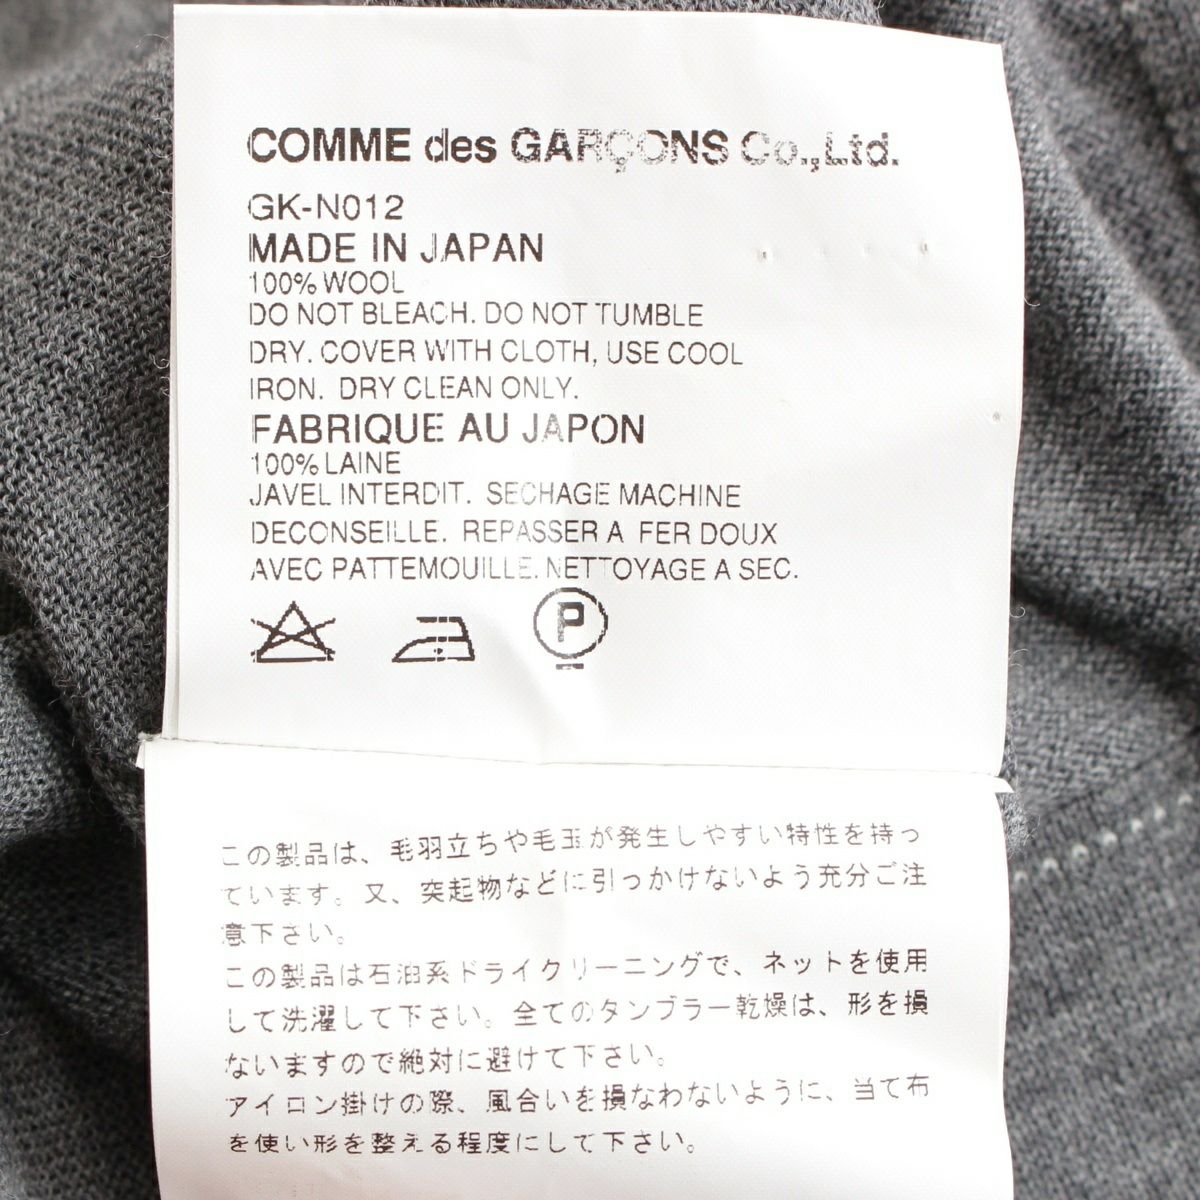 COMME des GARÇONS Co.,Ltd.
GK-N012
MADE IN JAPAN
100% WOOL
DO NOT BLEACH. DO NOT TUMBLE
DRY. COVER WITH CLOTH, USE COOL
IRON. DRY CLEAN ONLY.
FABRIQUE AU JAPON
100% LAINE
JAVEL INTERDIT. SECHAGE MACHINE
DECONSEILLE. REPASSER A FER DOUX
AVEC PATTEMOUILLE. NETTOYAGE A SEC.
P
この製品は、毛羽立ちや毛玉が発生しやすい特性を持っ
ています。又、突起物などに引っかけないよう充分ご注
意下さい。
この製品は石油系ドライクリーニングで、ネットを使用
して洗濯して下さい。全てのタンブラー乾燥は、形を損
ないますので絶対に避けて下さい。
アイロン掛けの際、風合いを損なわないように、当て布
を使い形を整える程度にして下さい。